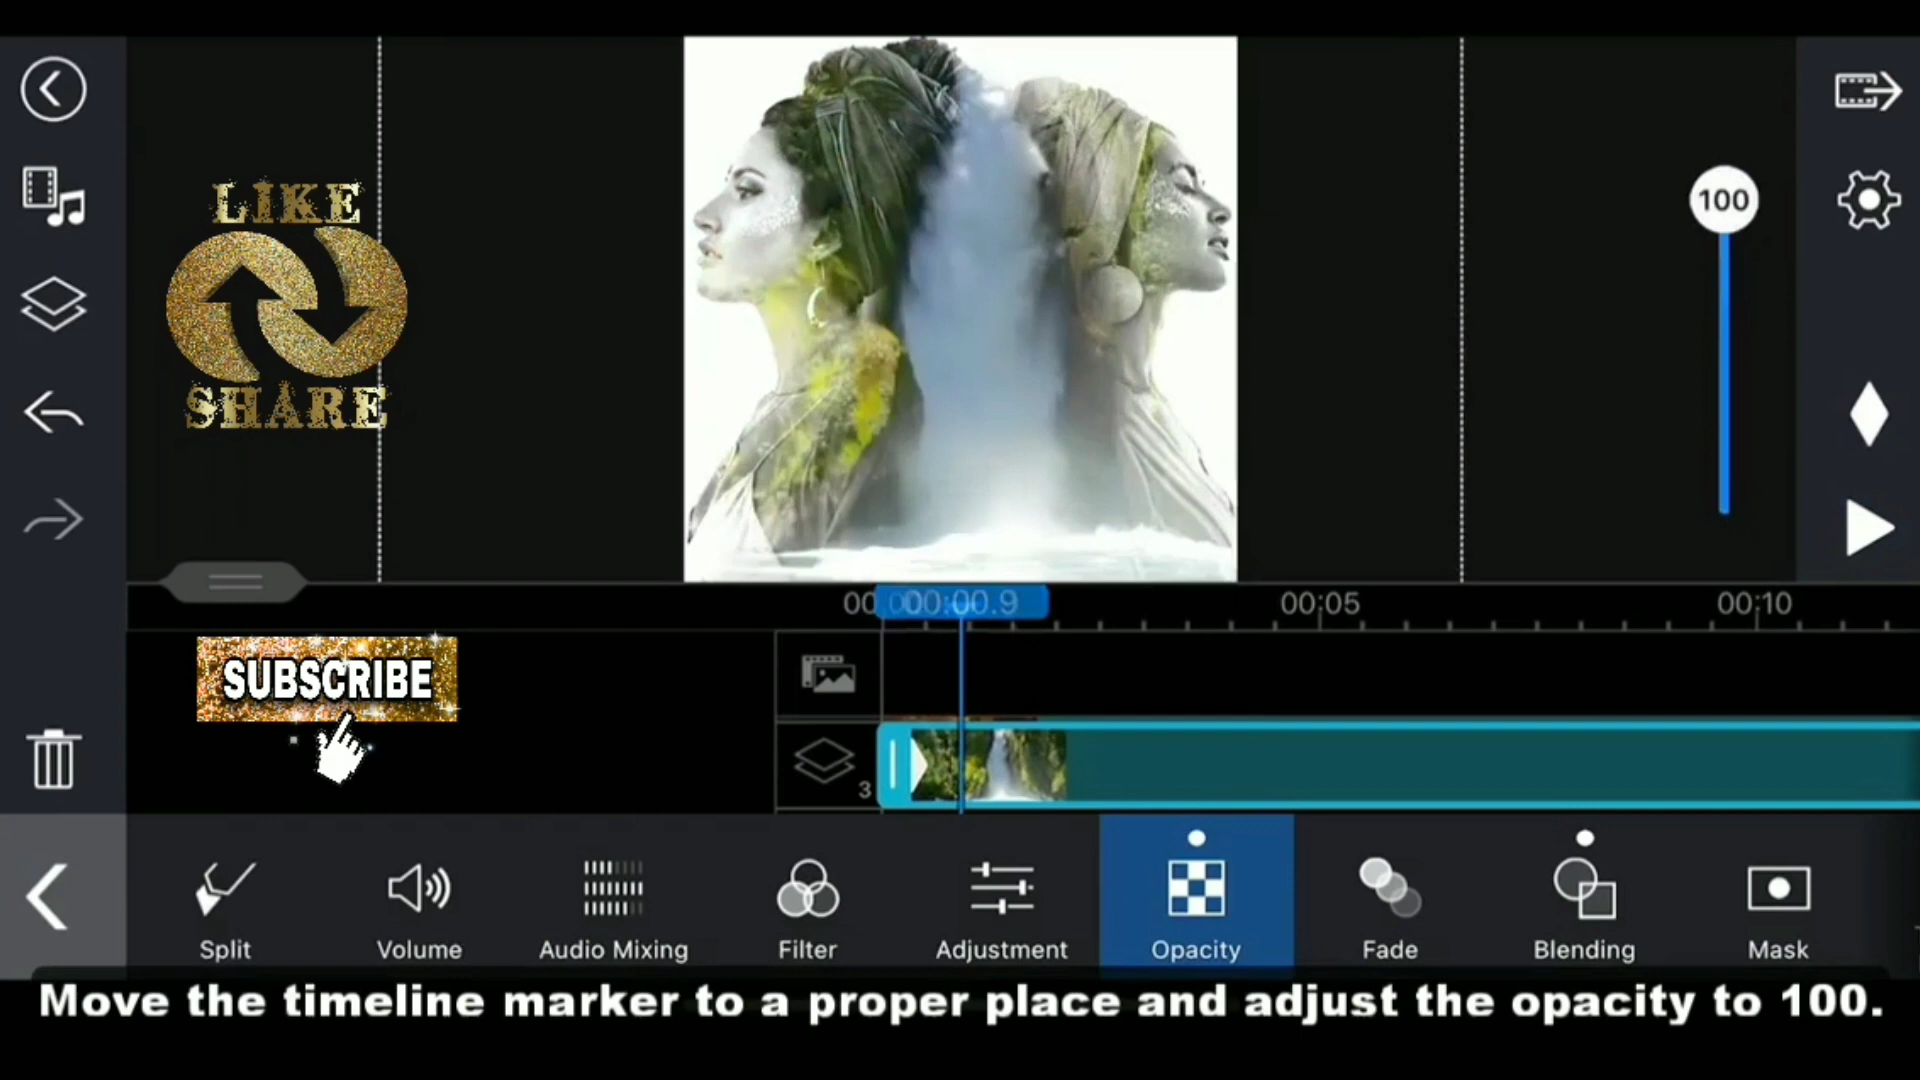 LIKE
SHARE
100
00:00.9
00:05
00:10
SUBSCRIBE
3
Split
Volume
Audio Mixing
Filter
Adjustment
Opacity
Fade
Blending
Mask
Move the timeline marker to a proper place and adjust the opacity to 100.